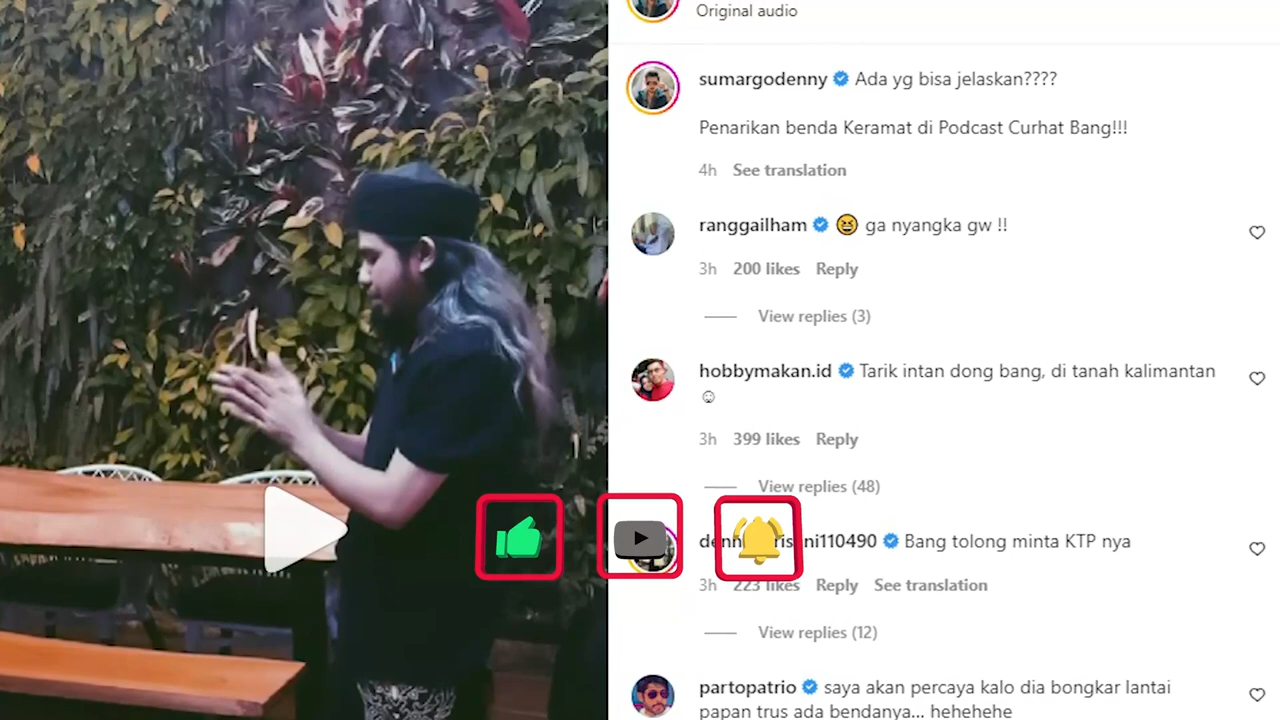 Original audio
sumargodenny Ada yg bisa jelaskan????
Penarikan benda Keramat di Podcast Curhat Bang!!!
4h See translation
ranggailham 😆 ga nyangka gw !!
3h 200 likes Reply
View replies (3)
hobbymakan.id Tarik intan dong bang, di tanah kalimantan
☺
3h 399 likes Reply
View replies (48)
Bang tolong minta KTP nya
3h 223 likes Reply See translation
View replies (12)
partopatrio saya akan percaya kalo dia bongkar lantai
papan trus ada bendanya... hehehehe